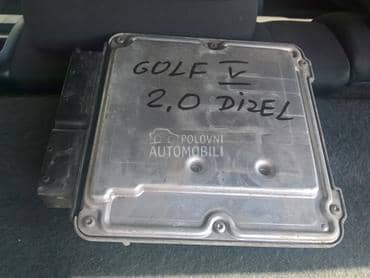 GOLF V
2,0 DIZEL
POLOVNI
AUTOMOBILI